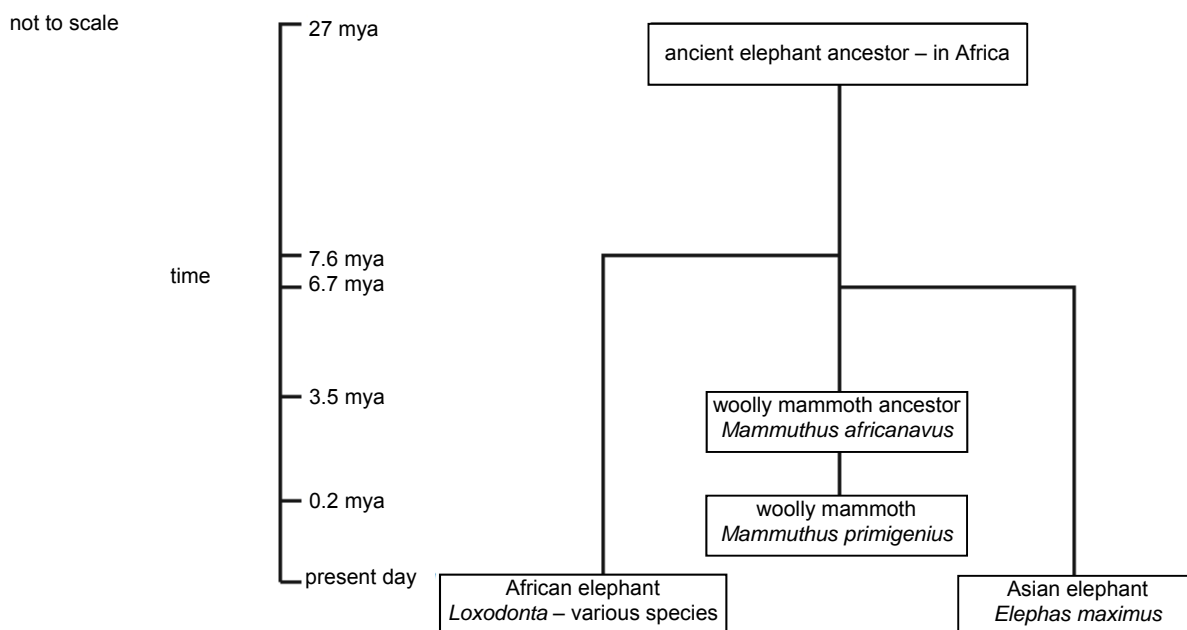 not to scale
27 mya
ancient elephant ancestor – in Africa
7.6 mya
time
6.7 mya
3.5 mya
woolly mammoth ancestor
Mammuthus africanavus
0.2 mya
woolly mammoth
Mammuthus primigenius
present day
African elephant
Loxodonta – various species
Asian elephant
Elephas maximus